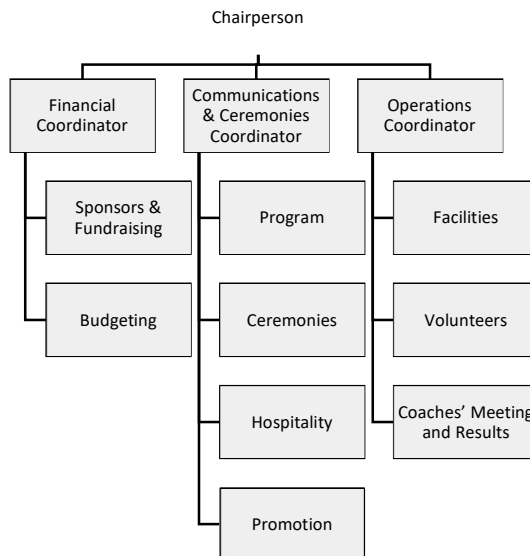 Chairperson
Financial
Coordinator
Communications
& Ceremonies
Coordinator
Operations
Coordinator
Sponsors &
Fundraising
Program
Facilities
Budgeting
Ceremonies
Volunteers
Hospitality
Coaches’ Meeting
and Results
Promotion